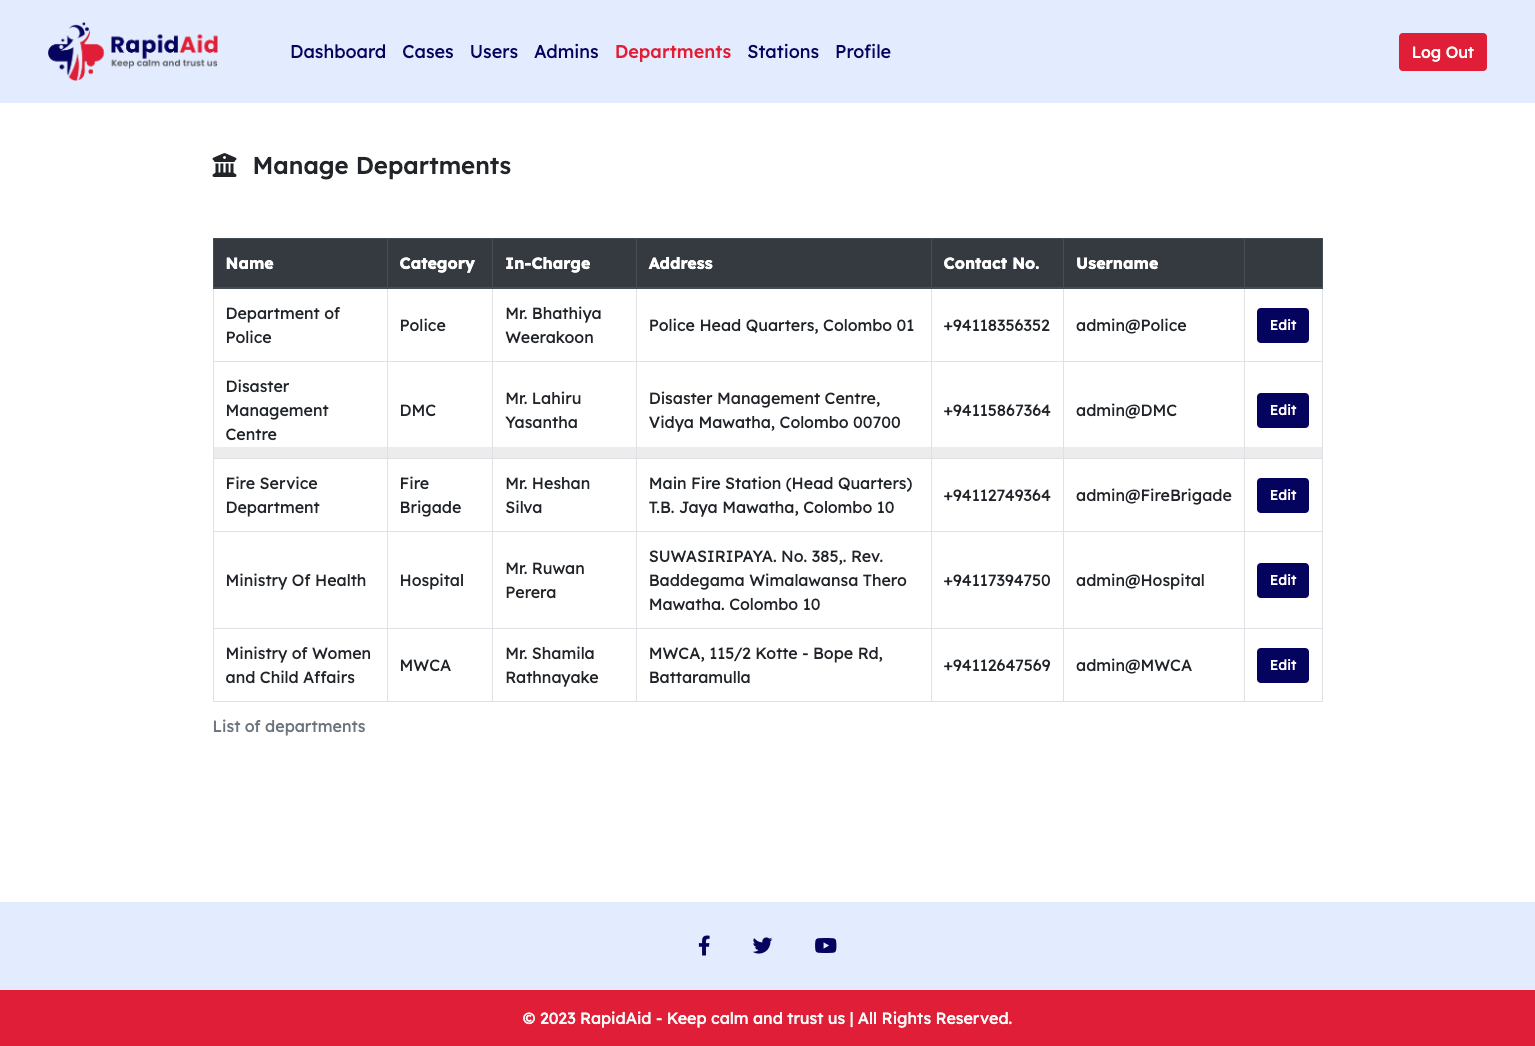 RapidAid
Keep calm and trust us
Dashboard Cases Users Admins Departments Stations Profile
Log Out
Manage Departments
Name Category In-Charge Address Contact No. Username
Department of
Police
Police
Mr. Bhathiya
Weerakoon
Police Head Quarters, Colombo 01
+94118356352
admin@Police
Edit
Disaster
Management
Centre
DMC
Mr. Lahiru
Yasantha
Disaster Management Centre,
Vidya Mawatha, Colombo 00700
+94115867364
admin@DMC
Edit
Fire Service
Department
Fire
Brigade
Mr. Heshan
Silva
Main Fire Station (Head Quarters)
T.B. Jaya Mawatha, Colombo 10
+94112749364
admin@FireBrigade
Edit
Ministry Of Health
Hospital
Mr. Ruwan
Perera
SUWASIRIPAYA. No. 385,. Rev.
Baddegama Wimalawansa Thero
Mawatha. Colombo 10
+94117394750
admin@Hospital
Edit
Ministry of Women
and Child Affairs
MWCA
Mr. Shamila
Rathnayake
MWCA, 115/2 Kotte - Bope Rd,
Battaramulla
+94112647569
admin@MWCA
Edit
List of departments
© 2023 RapidAid - Keep calm and trust us | All Rights Reserved.